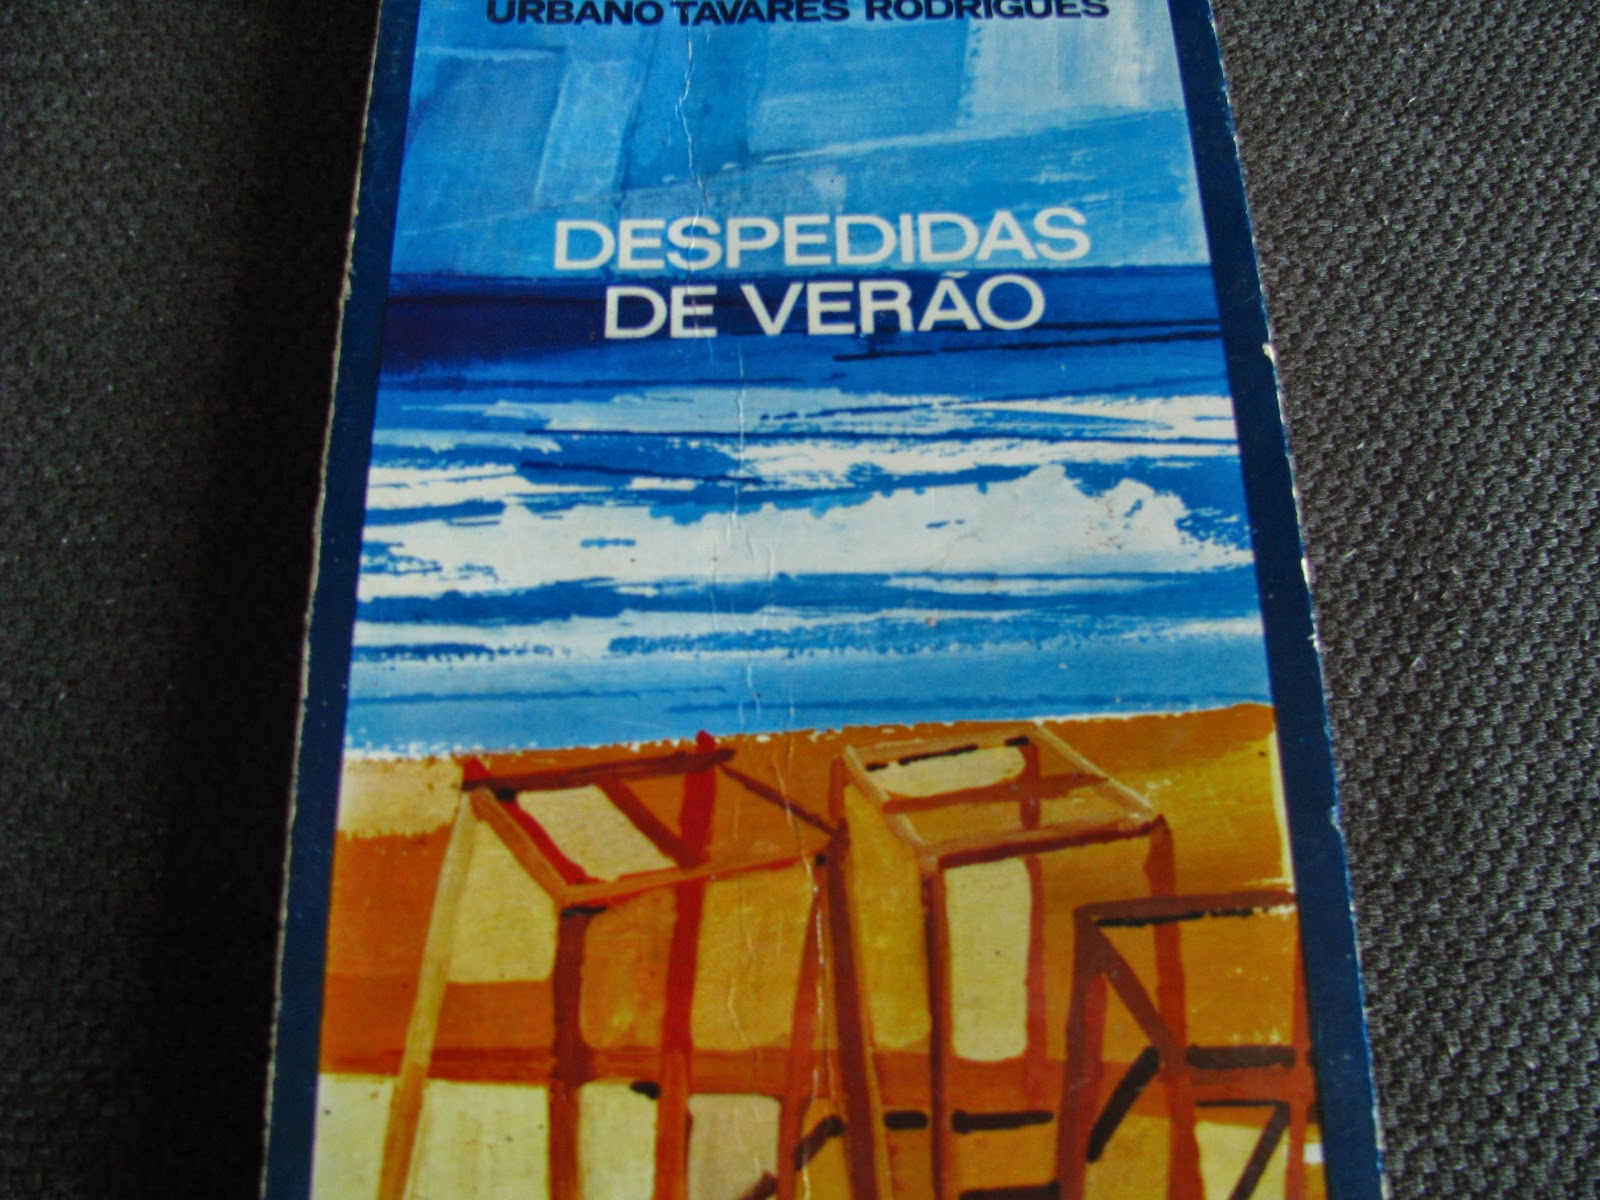 URBANO TAVARES RODRIGUES
DESPEDIDAS
DE VERÃO